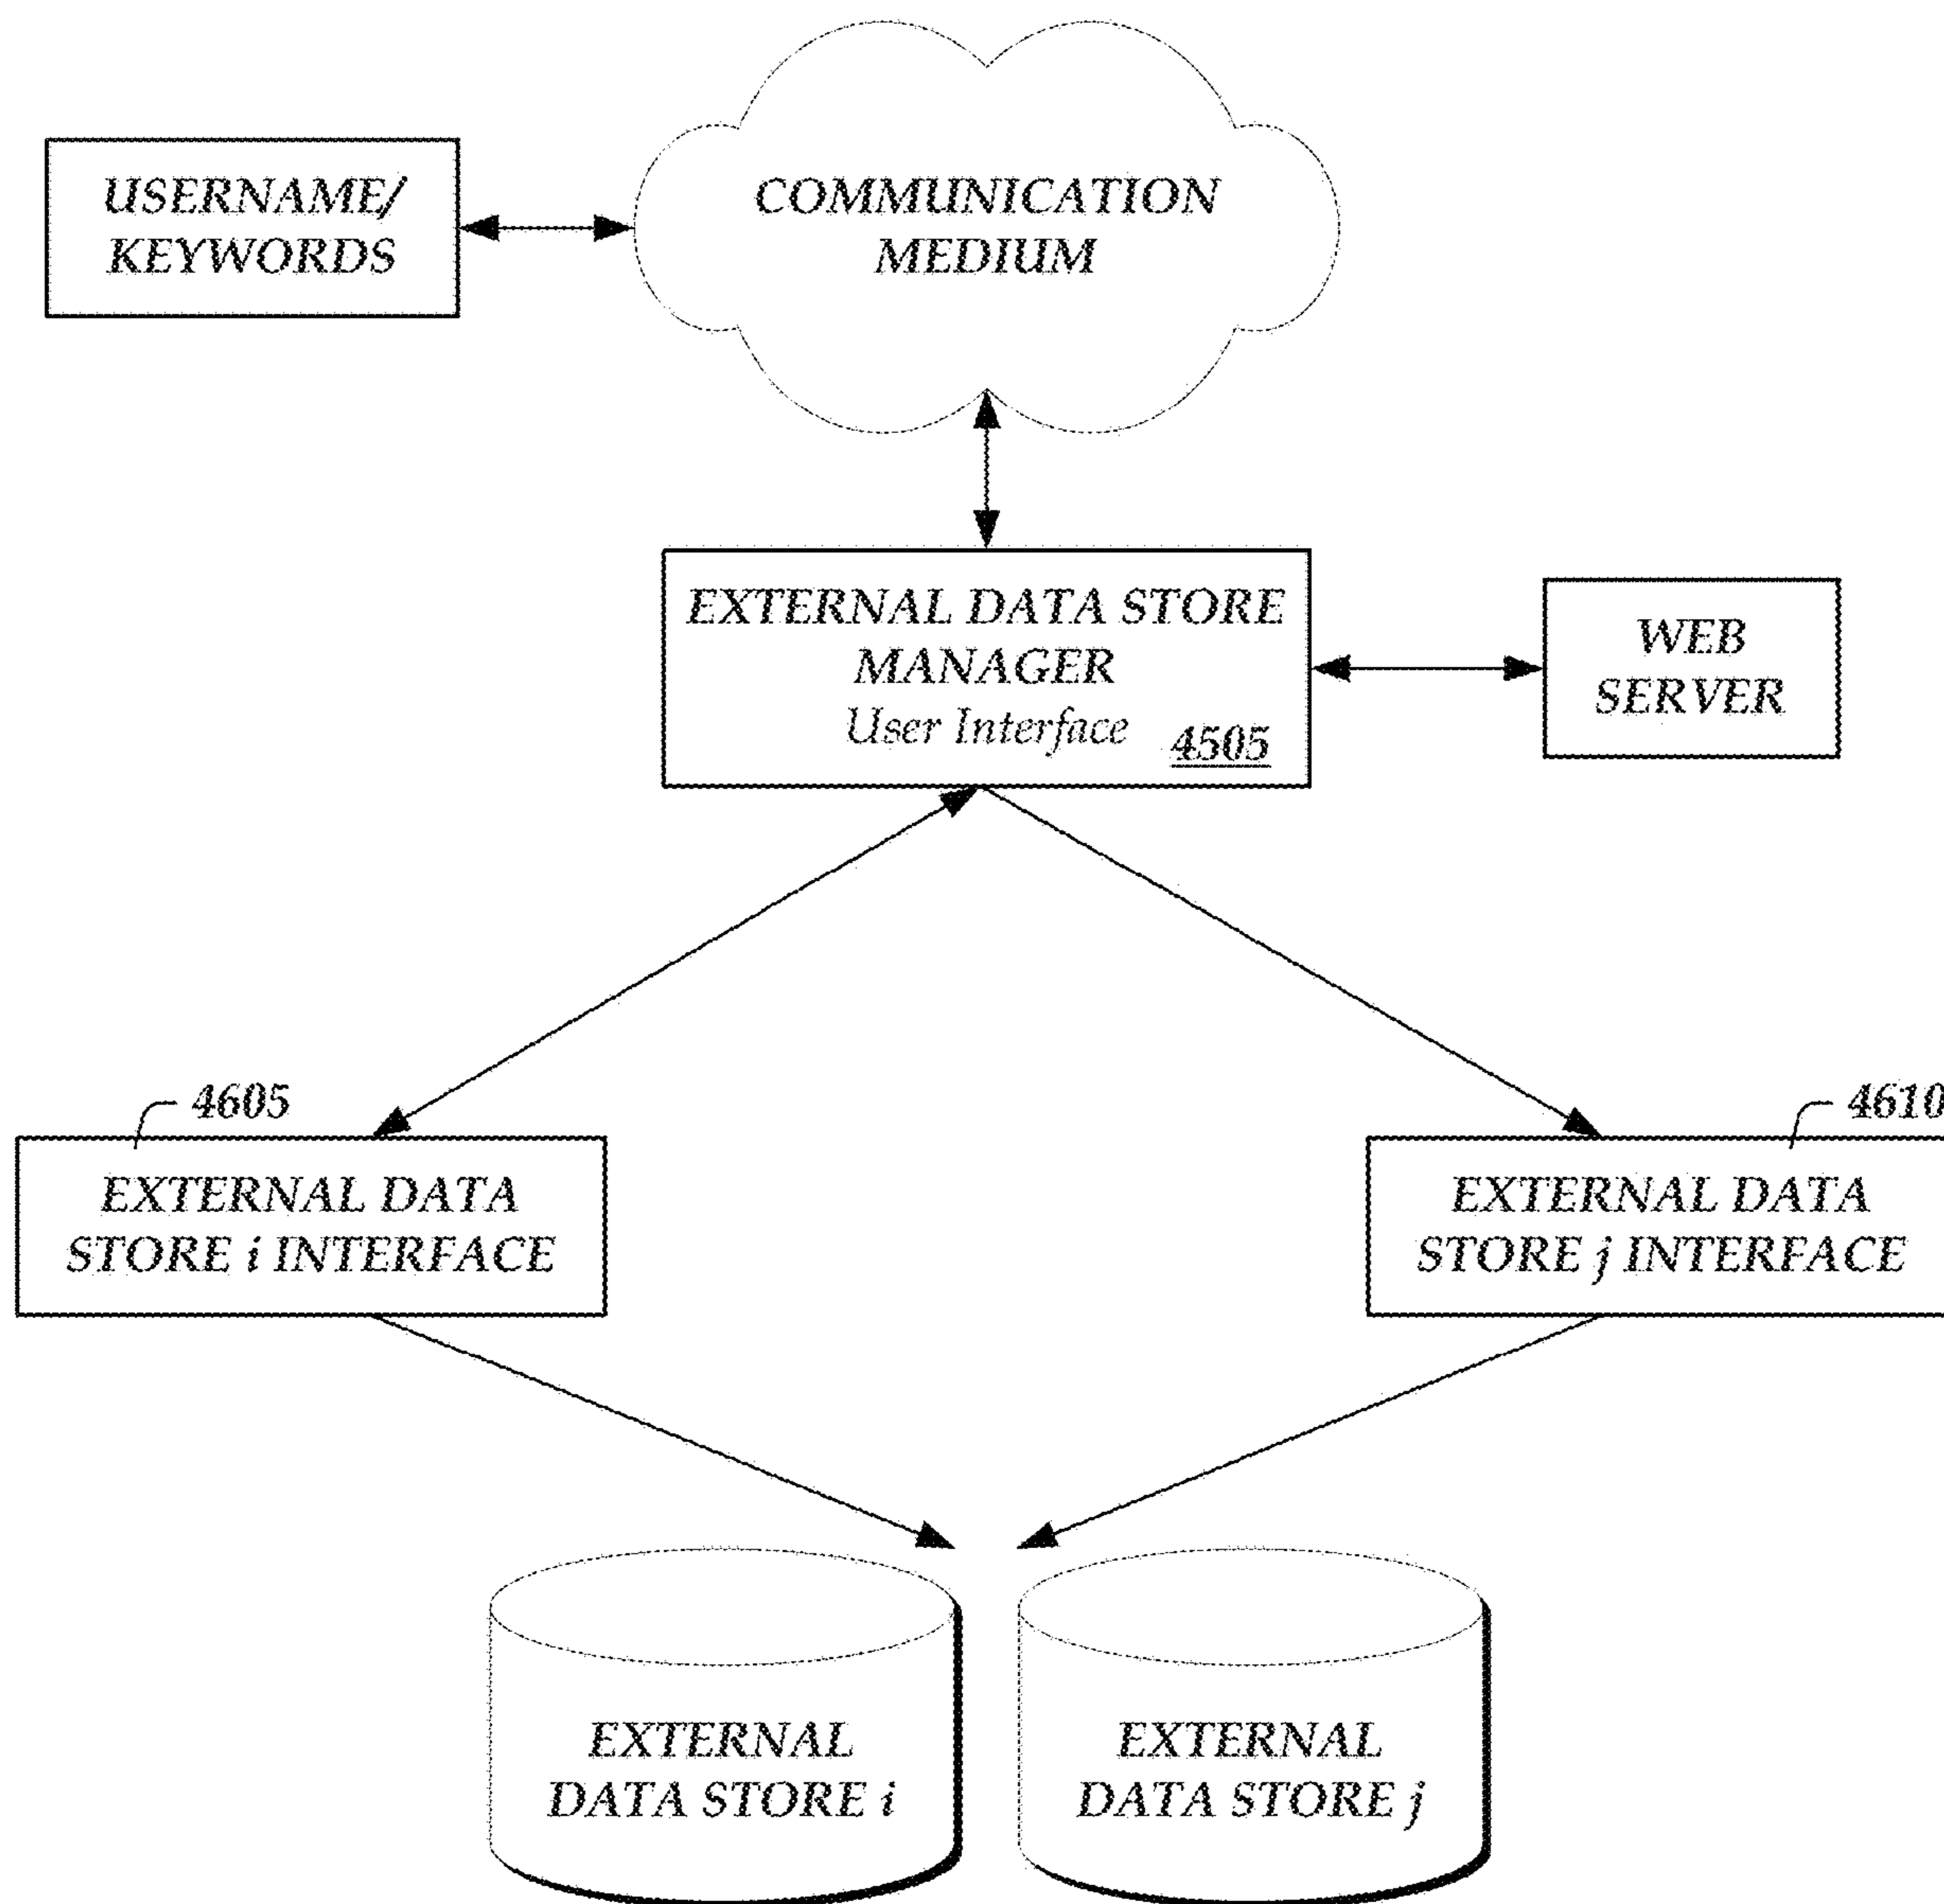 USERNAME/
KEYWORDS
COMMUNICATION
MEDIUM
EXTERNAL DATA STORE
MANAGER
User Interface
4505
WEB
SERVER
4605
EXTERNAL DATA
STORE i INTERFACE
4610
EXTERNAL DATA
STORE j INTERFACE
EXTERNAL
DATA STORE i
EXTERNAL
DATA STORE j